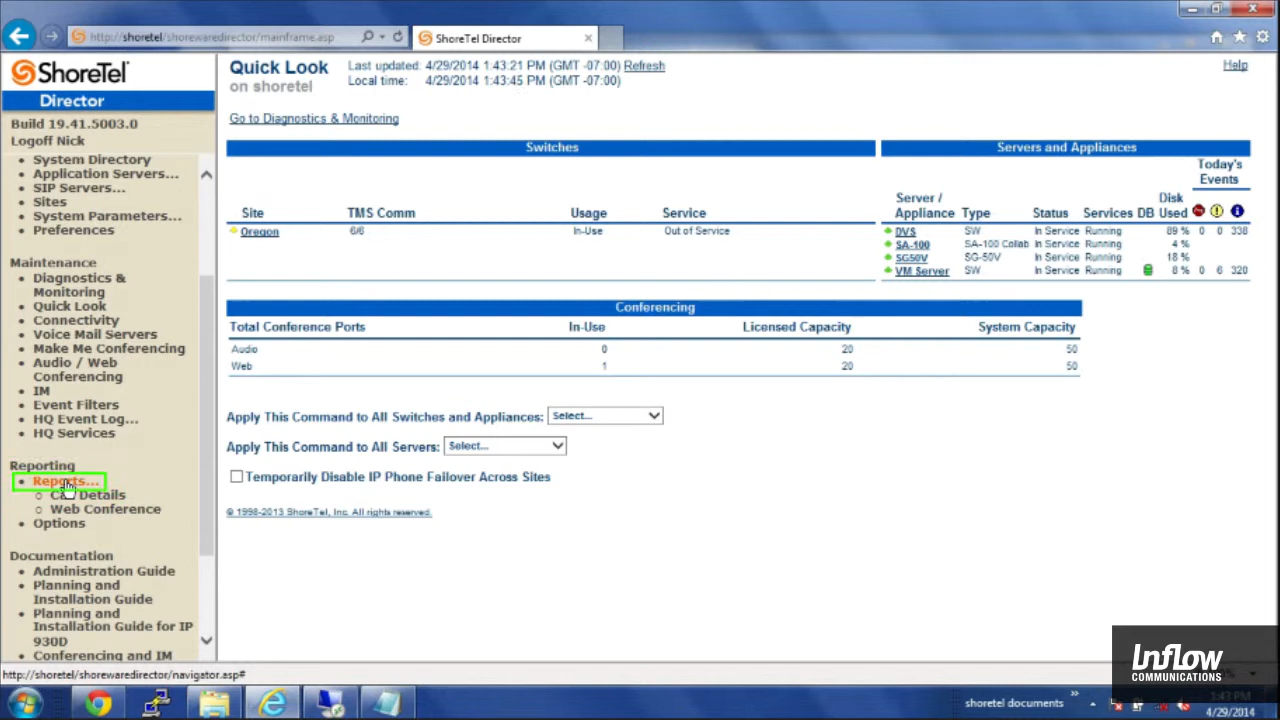 http://shoretel/shorewaredirector/mainframe.asp
ShoreTel Director
ShoreTel
Director
Build 19.41.5003.0
Logoff Nick
System Directory
Application Servers...
SIP Servers...
Sites
System Parameters...
Preferences
Maintenance
Diagnostics &
Monitoring
Quick Look
Connectivity
Voice Mail Servers
Make Me Conferencing
Audio / Web
Conferencing
IM
Event Filters
HQ Event Log...
HQ Services
Reporting
Reports...
Call Details
Web Conference
Options
Documentation
Administration Guide
Planning and
Installation Guide
Planning and
Installation Guide for IP
930D
Conferencing and IM
Quick Look
on shoretel
Last updated: 4/29/2014 1:43:21 PM (GMT -07:00) Refresh
Local time: 4/29/2014 1:43:45 PM (GMT -07:00)
Help
Go to Diagnostics & Monitoring
Switches
Site TMS Comm Usage Service
Oregon 6/6 In-Use Out of Service
Servers and Appliances
Today's
Events
Server / Appliance Type Status Services DB Disk Used
DVS SW In Service Running 89 % 0 0 338
SA-100 SA-100 Collab In Service Running 4 %
SG50V SG-50V In Service Running 18 %
VM Server SW In Service Running 8 % 0 6 320
Conferencing
Total Conference Ports In-Use Licensed Capacity System Capacity
Audio 0 20 50
Web 1 20 50
Apply This Command to All Switches and Appliances: Select...
Apply This Command to All Servers: Select...
Temporarily Disable IP Phone Failover Across Sites
© 1998-2013 ShoreTel, Inc. All rights reserved.
Inflow
COMMUNICATIONS
http://shoretel/shorewaredirector/navigator.asp#
shoretel documents
1:43 PM
4/29/2014